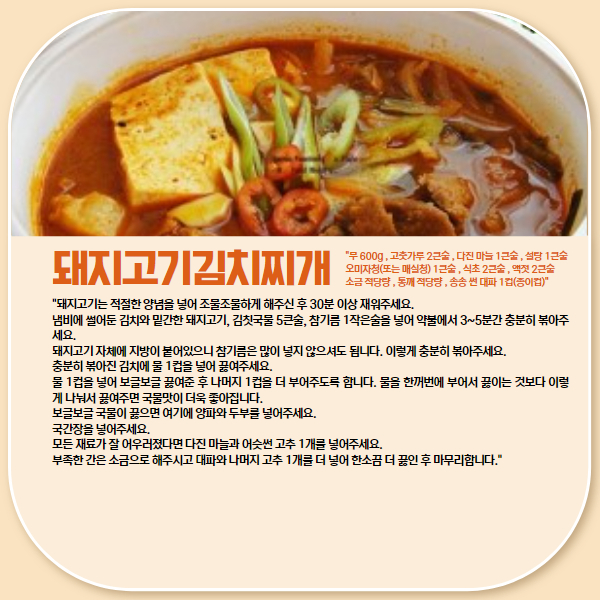 돼지고기김치찌개
"무 600g , 고춧가루 2큰술 , 다진 마늘 1큰술 , 설탕 1큰술
오미자청(또는 매실청) 1큰술 , 식초 2큰술 , 액젓 2큰술
소금 적당량 , 통깨 적당량 , 송송 썬 대파 1컵(종이컵)"
"돼지고기는 적절한 양념을 넣어 조물조물하게 해주신 후 30분 이상 재워주세요.
냄비에 썰어둔 김치와 밑간한 돼지고기, 김칫국물 5큰술, 참기름 1작은술을 넣어 약불에서 3~5분간 충분히 볶아주
세요.
돼지고기 자체에 지방이 붙어있으니 참기름은 많이 넣지 않으셔도 됩니다. 이렇게 충분히 볶아주세요.
충분히 볶아진 김치에 물 1컵을 넣어 끓여주세요.
물 1컵을 넣어 보글보글 끓여준 후 나머지 1컵을 더 부어주도록 합니다. 물을 한꺼번에 부어서 끓이는 것보다 이렇
게 나눠서 끓여주면 국물맛이 더욱 좋아집니다.
보글보글 국물이 끓으면 여기에 양파와 두부를 넣어주세요.
국간장을 넣어주세요.
모든 재료가 잘 어우러졌다면 다진 마늘과 어슷썬 고추 1개를 넣어주세요.
부족한 간은 소금으로 해주시고 대파와 나머지 고추 1개를 더 넣어 한소끔 더 끓인 후 마무리합니다."